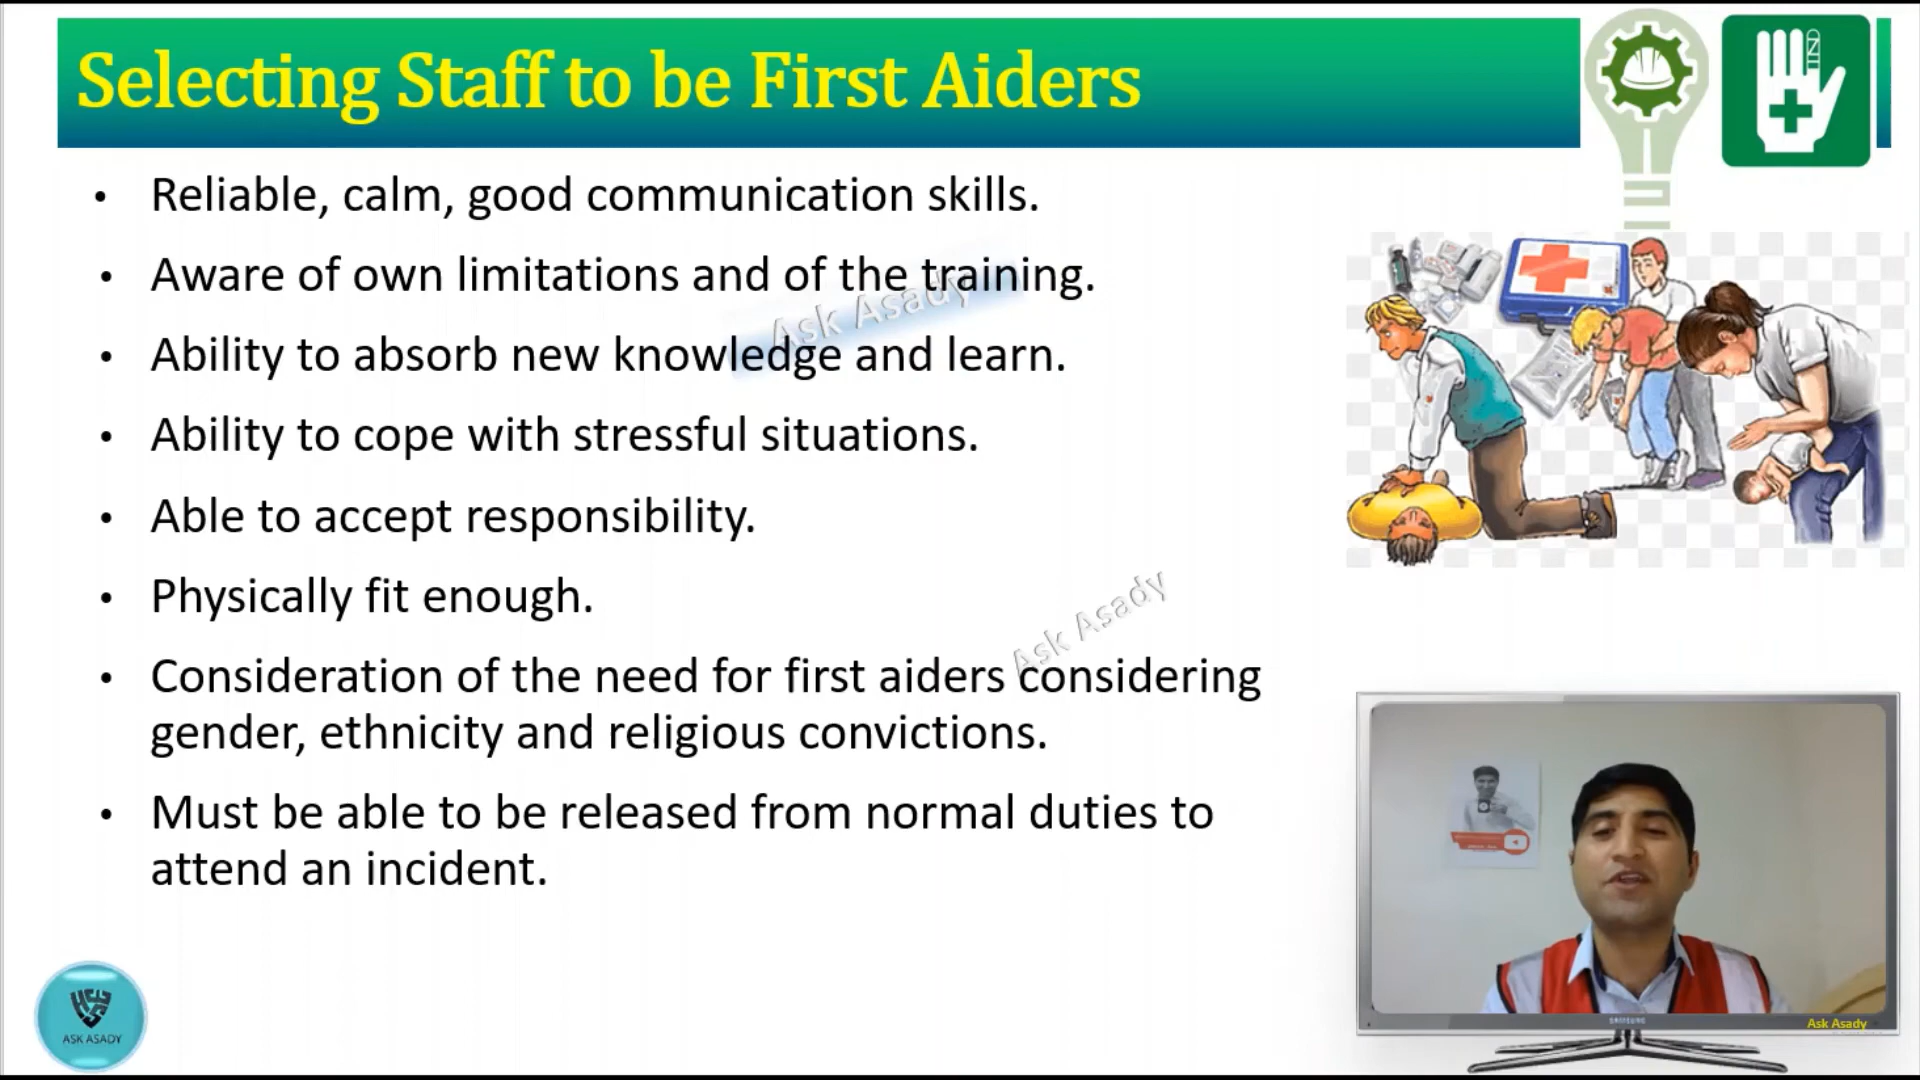 Selecting Staff to be First Aiders
• Reliable, calm, good communication skills.
• Aware of own limitations and of the training.
• Ability to absorb new knowledge and learn.
• Ability to cope with stressful situations.
• Able to accept responsibility.
• Physically fit enough.
• Consideration of the need for first aiders considering
gender, ethnicity and religious convictions.
• Must be able to be released from normal duties to
attend an incident.
Ask Asady
Ask Asady
ASK ASADY
SAMSUNG
Ask Asady